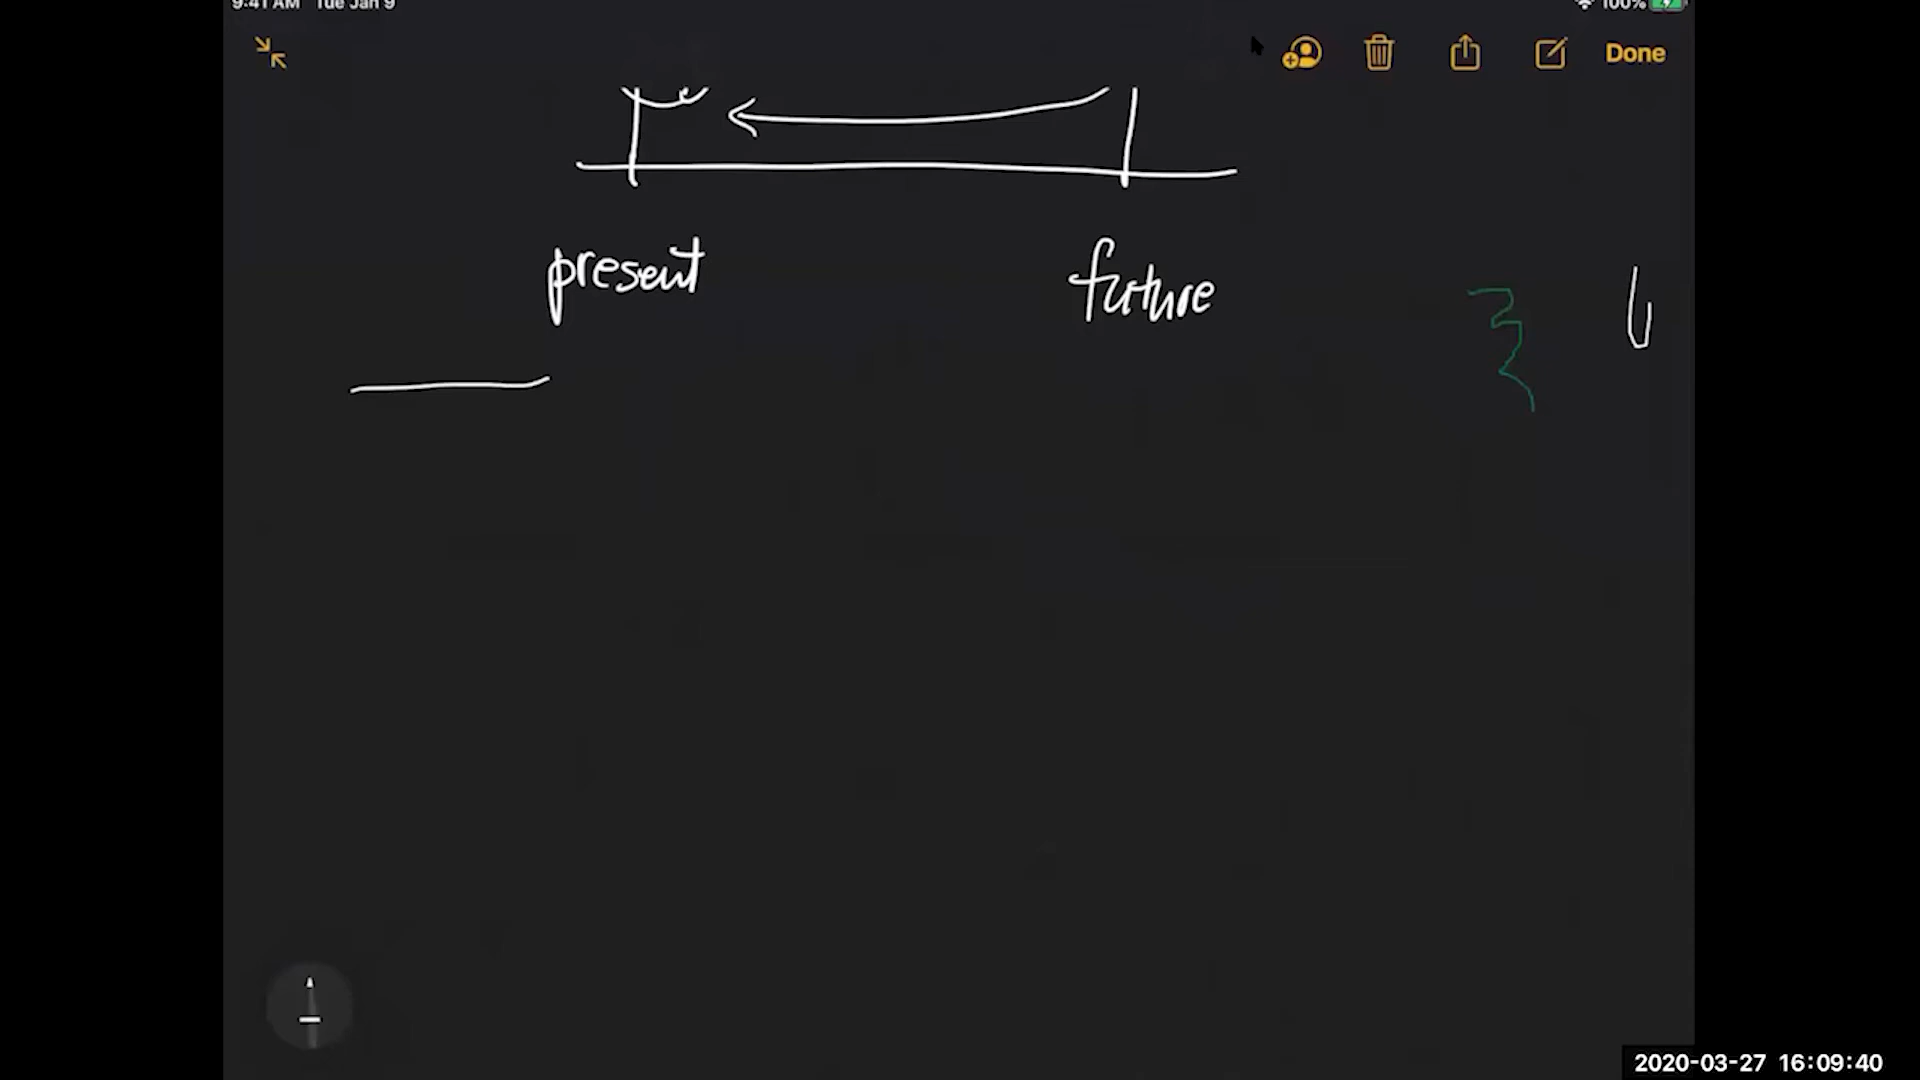 9:41 AM Tue Jan 9
100%
Done
present
future
2020-03-27 16:09:40